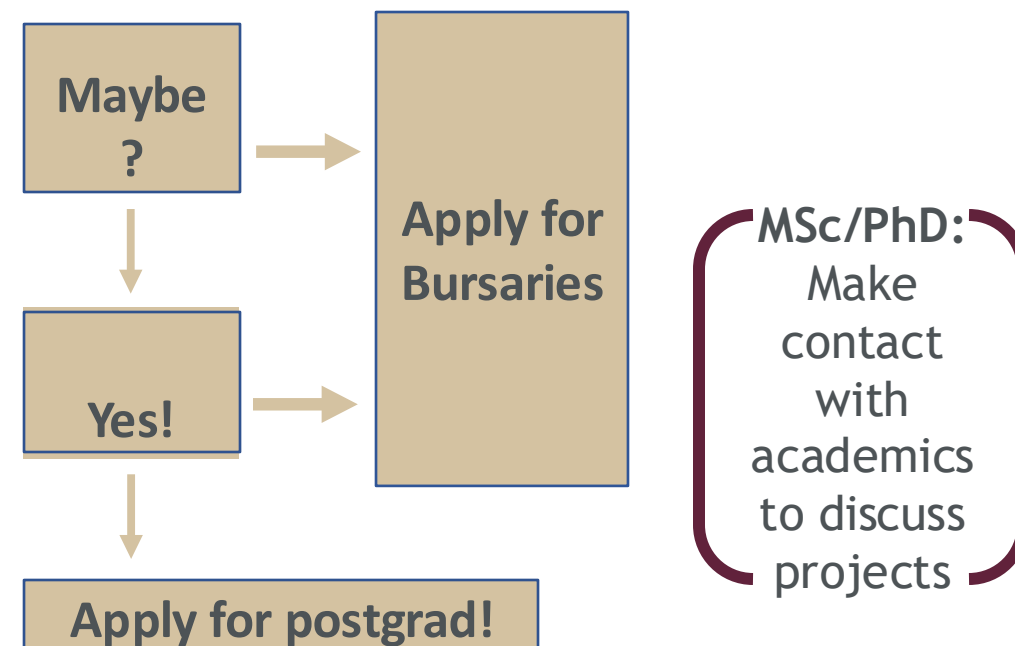 Maybe
?
Apply for
Bursaries
Yes!
Apply for postgrad!
MSc/PhD:
Make
contact
with
academics
to discuss
projects